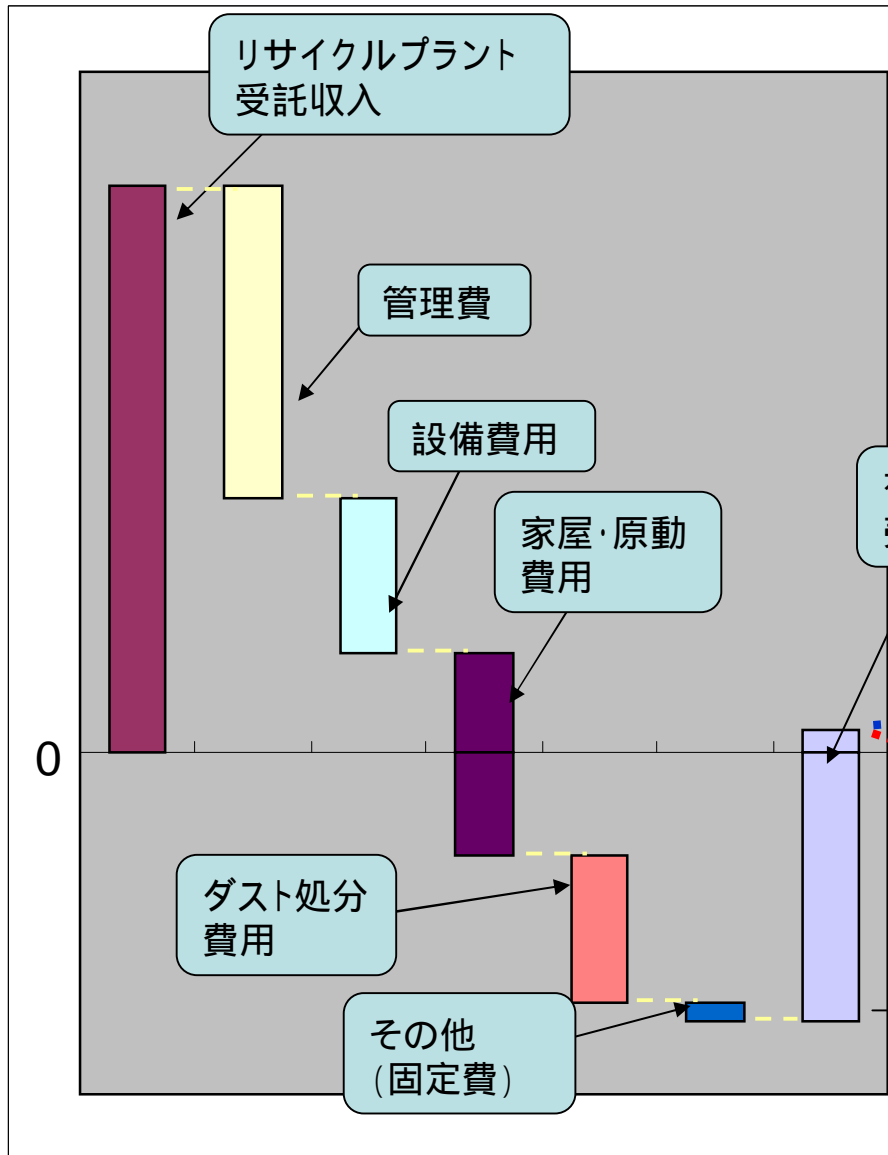 リサイクルプラント
受託収入
管理費
設備費用
家屋・原動
費用
0
ダスト処分
費用
その他
(固定費)